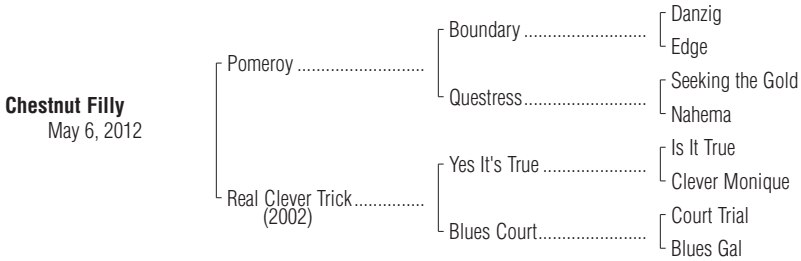 Chestnut Filly
May 6, 2012
Pomeroy ............................
Real Clever Trick...............
(2002)
Boundary ...........................
Questress...........................
Yes It's True .......................
Blues Court........................
Danzig
Edge
Seeking the Gold
Nahema
Is It True
Clever Monique
Court Trial
Blues Gal